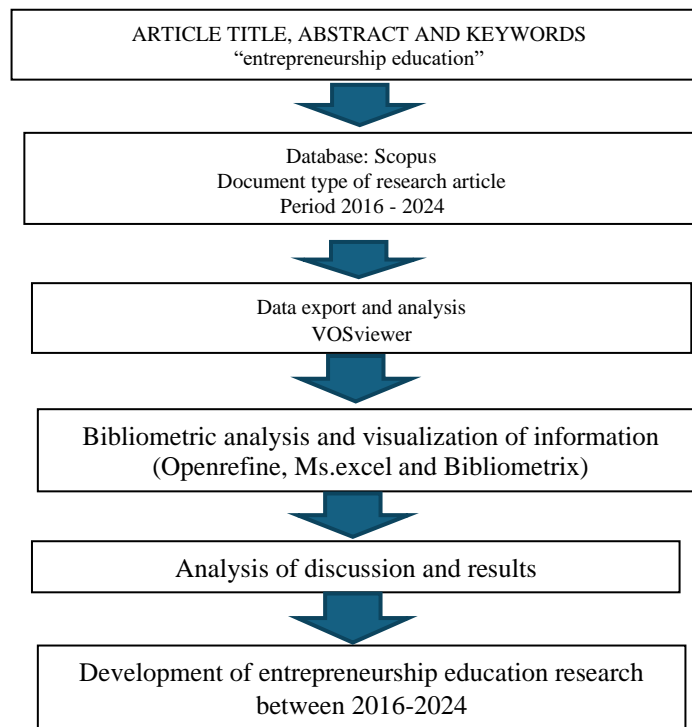 ARTICLE TITLE, ABSTRACT AND KEYWORDS
“entrepreneurship education”
Database: Scopus
Document type of research article
Period 2016 - 2024
Data export and analysis
VOSviewer
Bibliometric analysis and visualization of information
(Openrefine, Ms.excel and Bibliometrix)
Analysis of discussion and results
Development of entrepreneurship education research
between 2016-2024